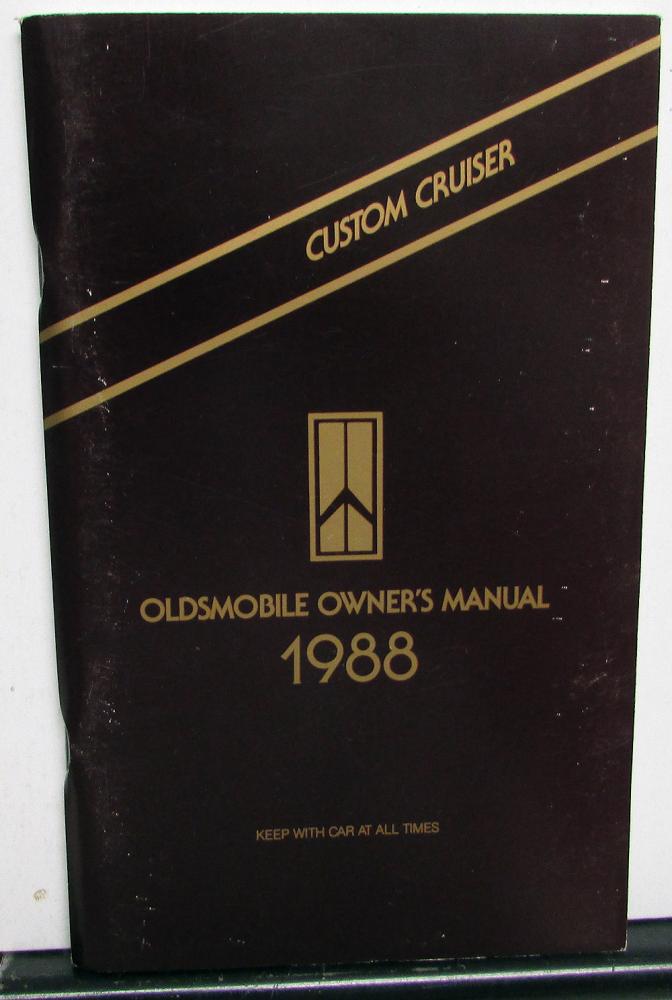 CUSTOM CRUISER
OLDSMOBILE OWNER'S MANUAL
1988
KEEP WITH CAR AT ALL TIMES